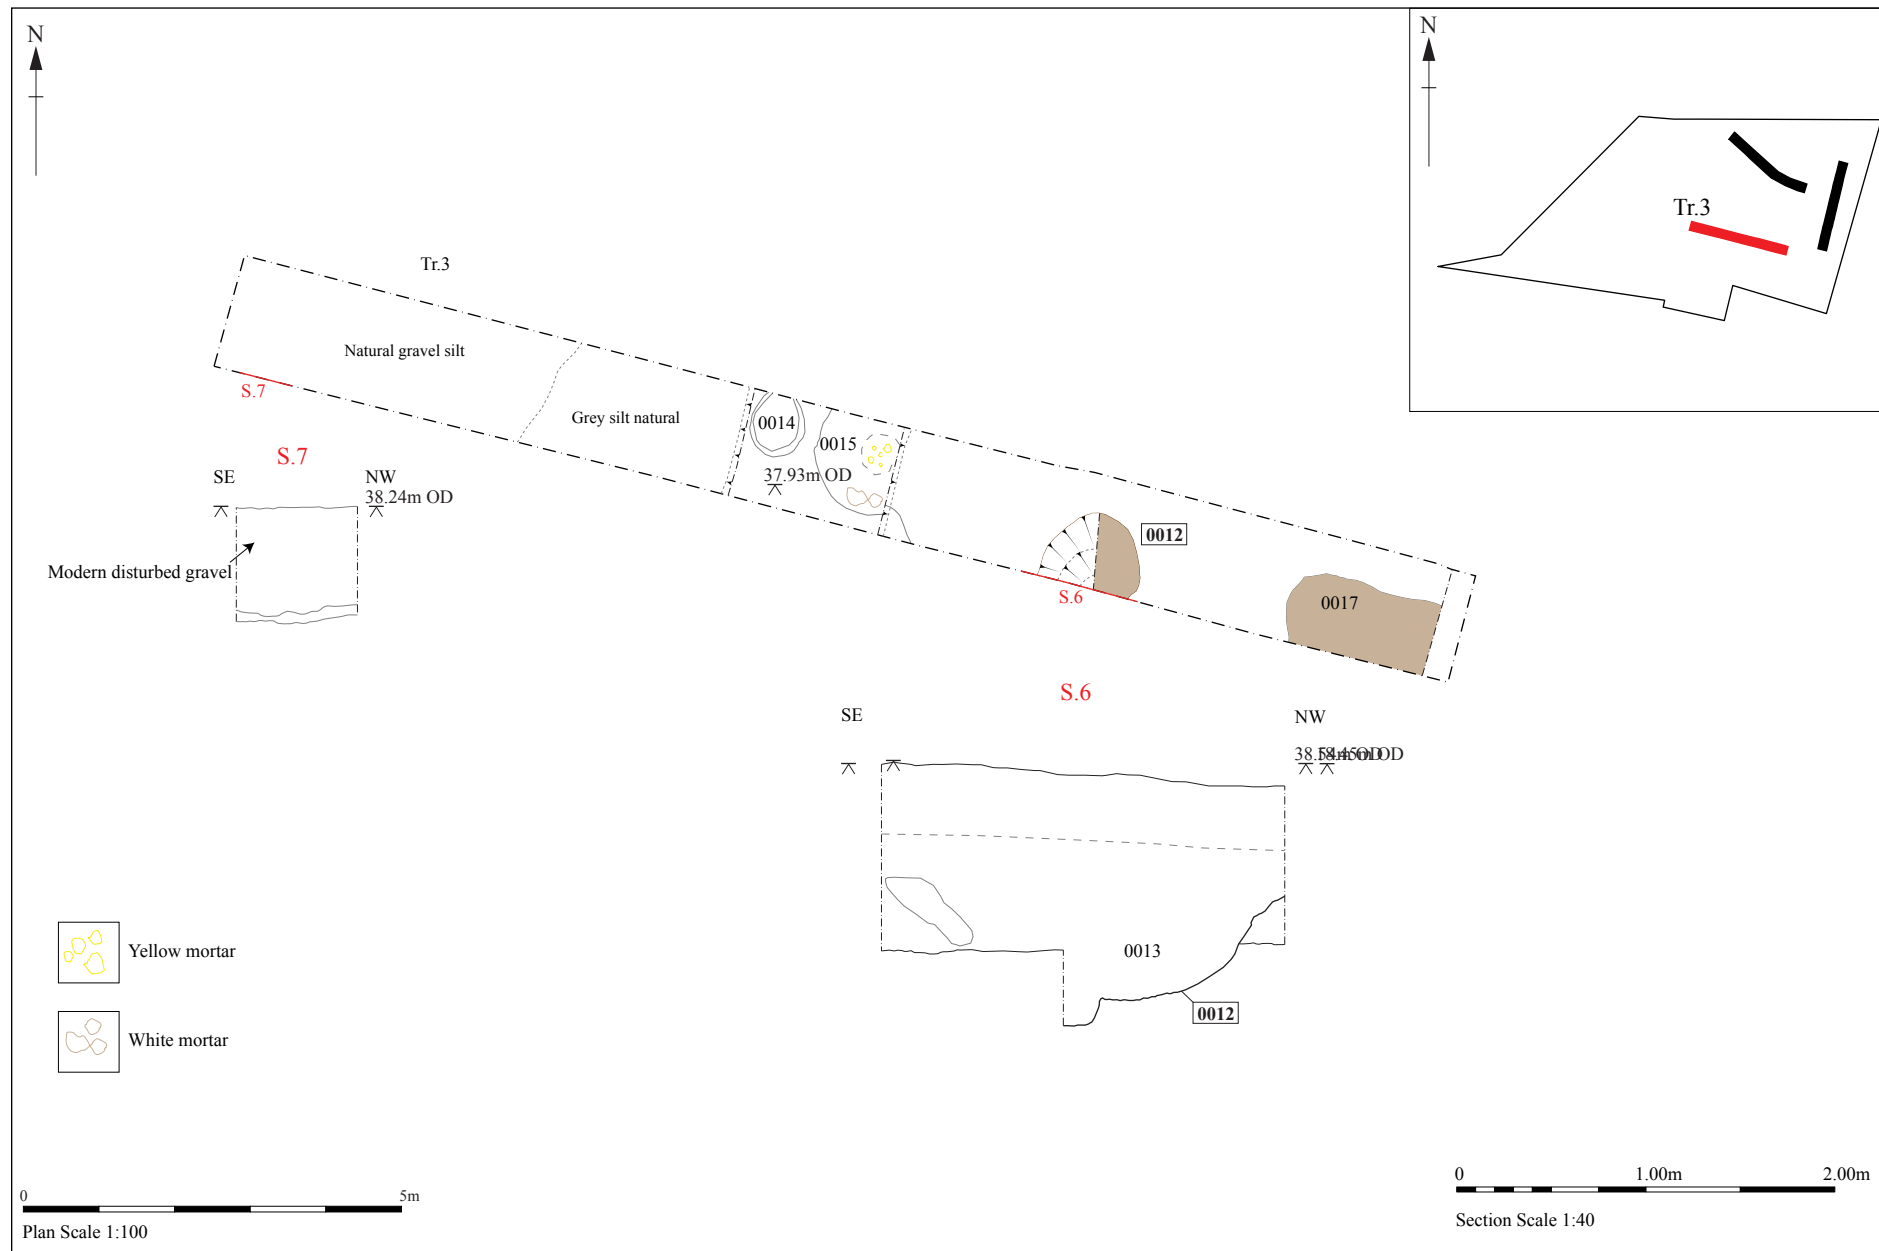 N
N
Tr.3
Tr.3
Natural gravel silt
S.7
Grey silt natural
0014
0015
37.93m OD
S.7
SE
NW
38.24m OD
Modern disturbed gravel
0012
S.6
0017
S.6
SE
NW
0013
0012
Yellow mortar
White mortar
0
5m
Plan Scale 1:100
0
1.00m
2.00m
Section Scale 1:40